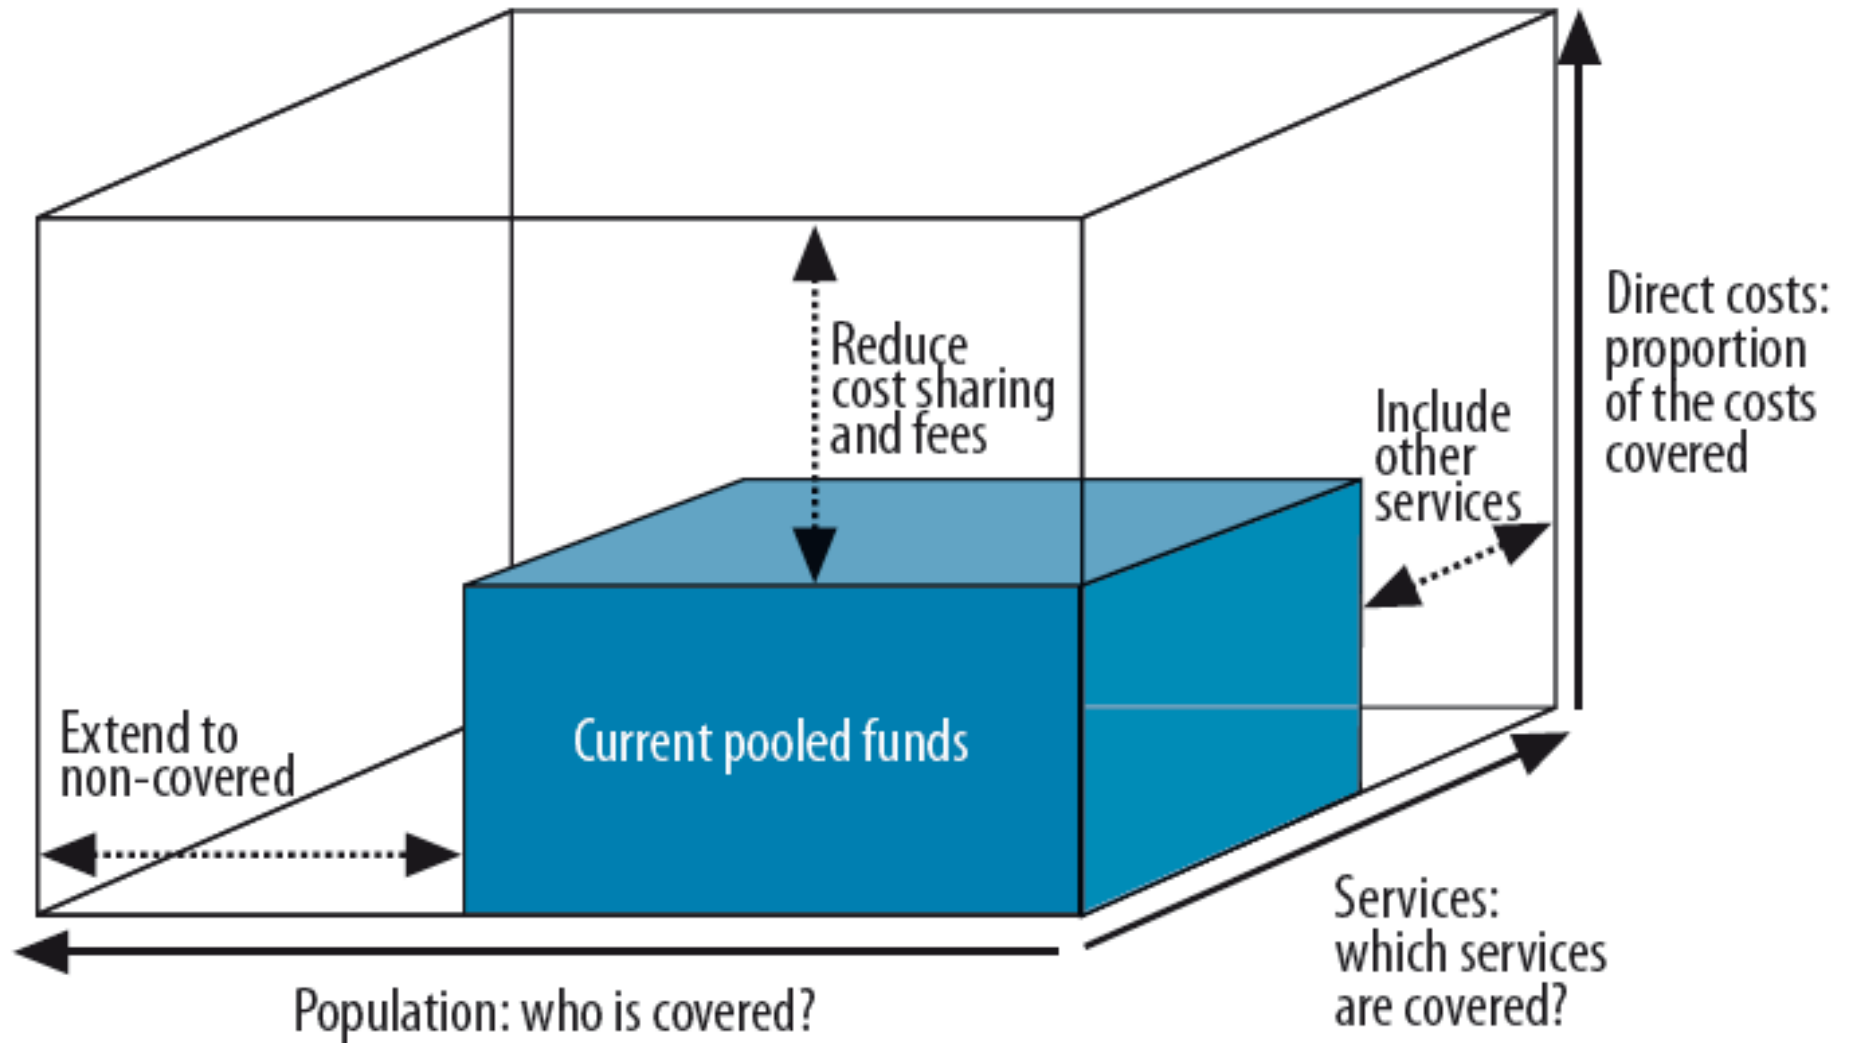 Reduce
cost sharing
and fees
Direct costs:
proportion
of the costs
covered
Include
other
services
Extend to
non-covered
Current pooled funds
Services:
which services
are covered?
Population: who is covered?